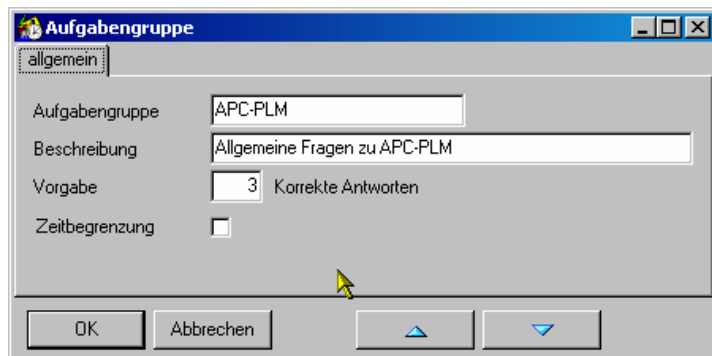 Aufgabengruppe
allgemein
Aufgabengruppe APC-PLM
Beschreibung Allgemeine Fragen zu APC-PLM
Vorgabe 3 Korrekte Antworten
Zeitbegrenzung
OK Abbrechen